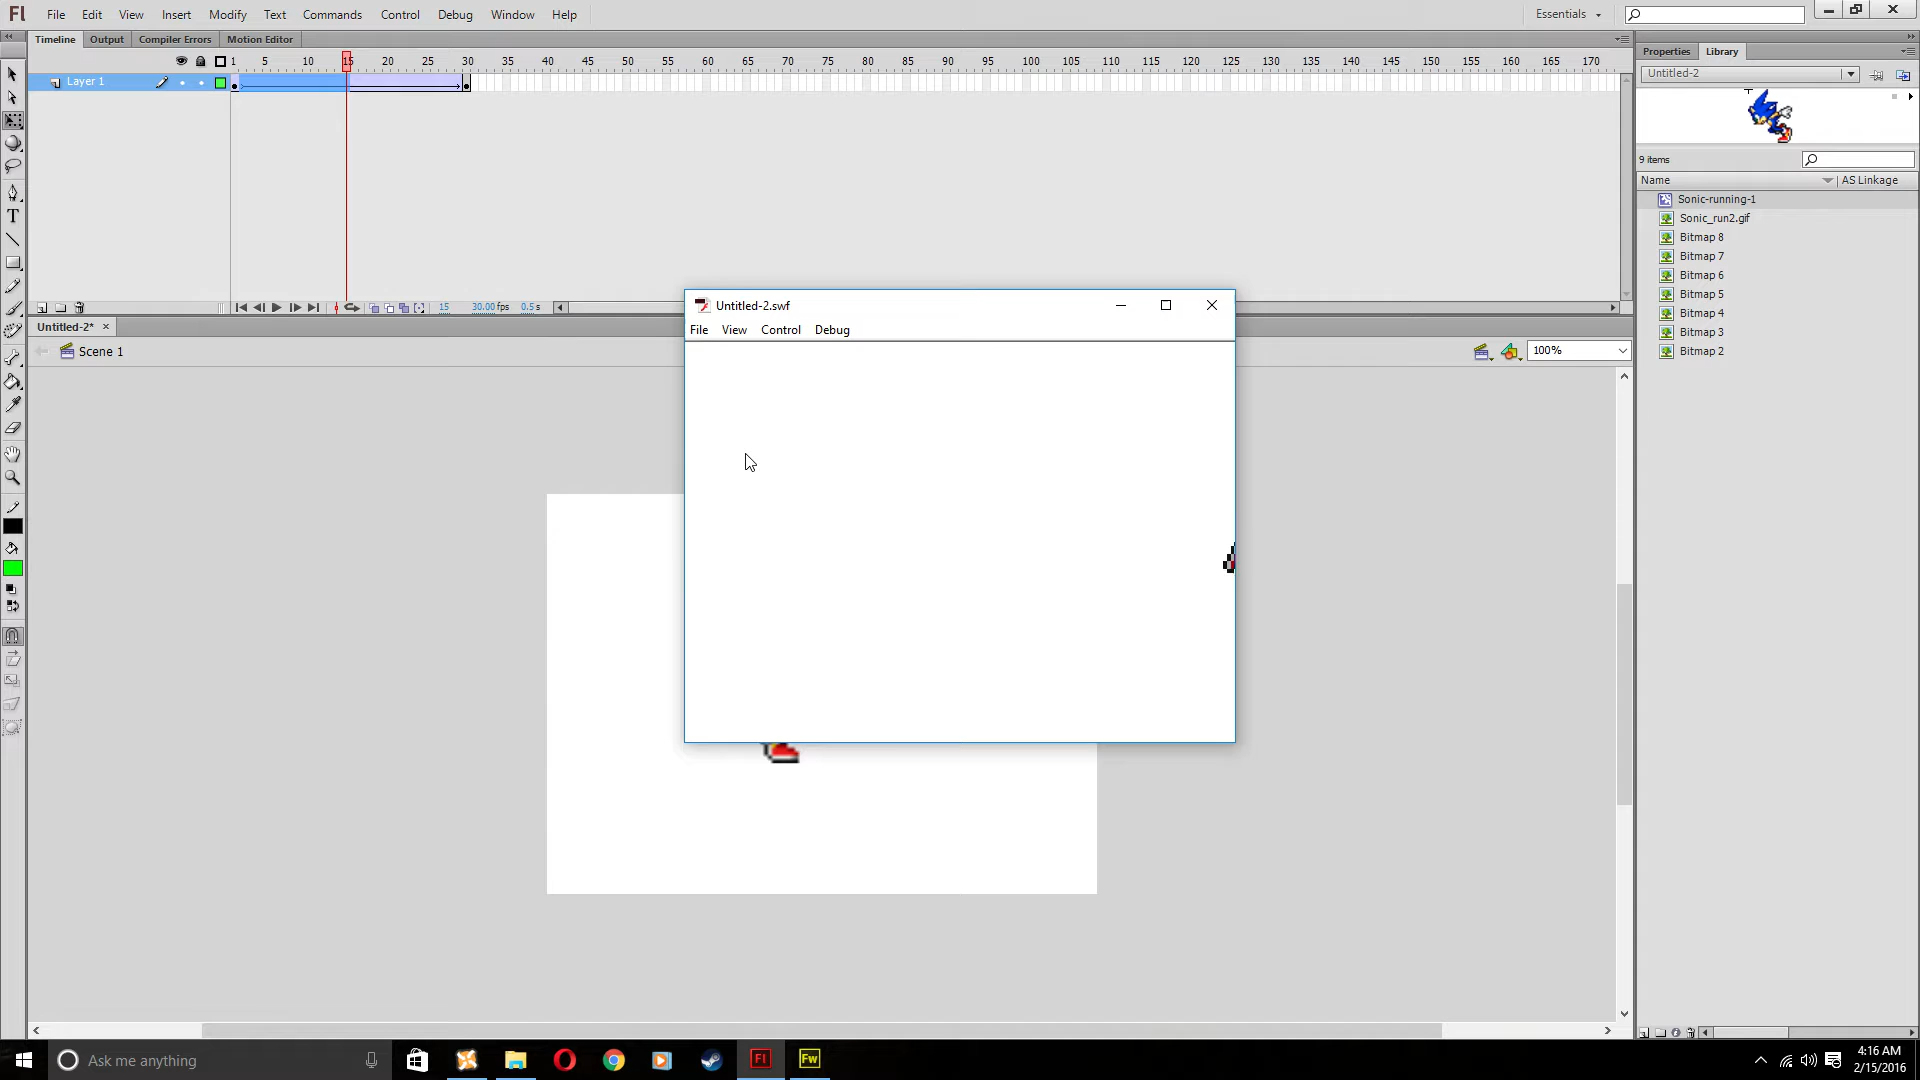 Fl File Edit View Insert Modify Text Commands Control Debug Window Help Essentials
Timeline Output Compiler Errors Motion Editor
Properties Library
1 5 10 15 20 25 30 35 40 45 50 55 60 65 70 75 80 85 90 95 100 105 110 115 120 125 130 135 140 145 150 155 160 165 170
Untitled-2
Layer 1
9 items
Name AS Linkage
Sonic-running-1
Sonic_run2.gif
Bitmap 8
Bitmap 7
Bitmap 6
Bitmap 5
Bitmap 4
Bitmap 3
Bitmap 2
15 30.00 fps 0.5 s
Untitled-2*
Scene 1
100%
Untitled-2.swf
File View Control Debug
Ask me anything
Fl Fw
4:16 AM
2/15/2016